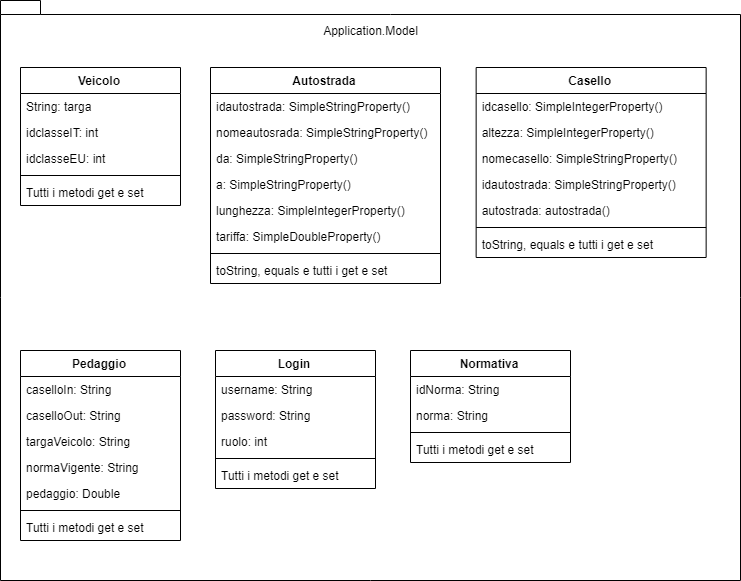 Application.Model
Veicolo
String: targa
idclasseIT: int
idclasseEU: int
Tutti i metodi get e set
Autostrada
idautostrada: SimpleStringProperty()
nomeautosrada: SimpleStringProperty()
da: SimpleStringProperty()
a: SimpleStringProperty()
lunghezza: SimpleIntegerProperty()
tariffa: SimpleDoubleProperty()
toString, equals e tutti i get e set
Casello
idcasello: SimpleIntegerProperty()
altezza: SimpleIntegerProperty()
nomecasello: SimpleStringProperty()
idautostrada: SimpleStringProperty()
autostrada: autostrada()
toString, equals e tutti i get e set
Pedaggio
caselloIn: String
caselloOut: String
targaVeicolo: String
normaVigente: String
pedaggio: Double
Tutti i metodi get e set
Login
username: String
password: String
ruolo: int
Tutti i metodi get e set
Normativa
idNorma: String
norma: String
Tutti i metodi get e set